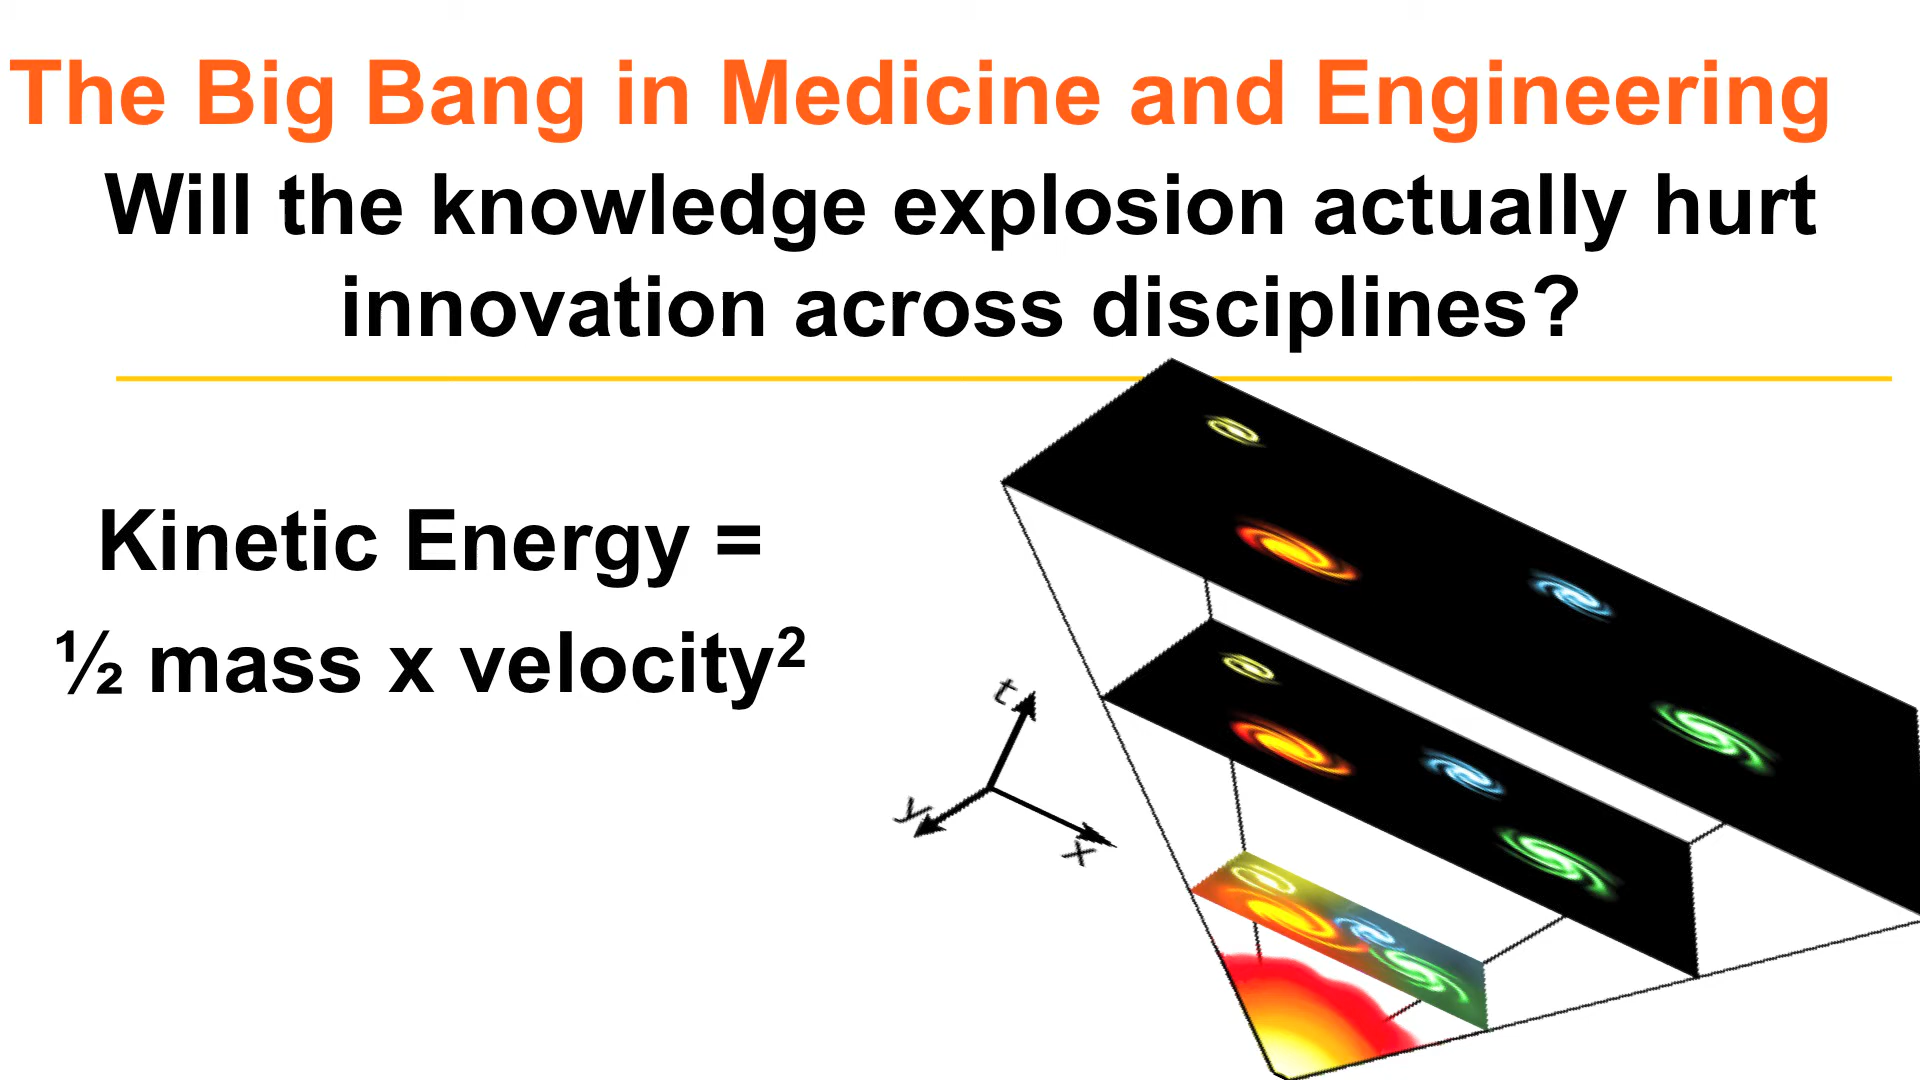 The Big Bang in Medicine and Engineering
Will the knowledge explosion actually hurt
innovation across disciplines?
Kinetic Energy =
½ mass x velocity²
t
y
x